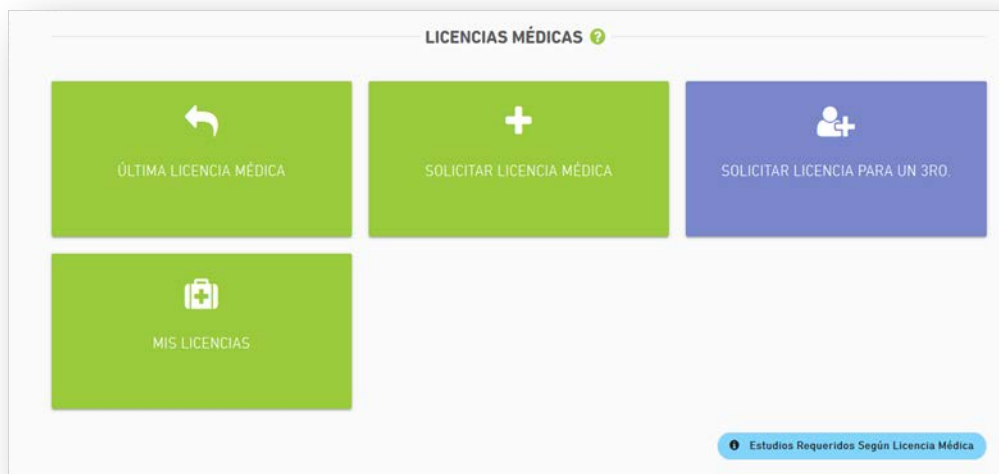 LICENCIAS MÉDICAS ?
ÚLTIMA LICENCIA MÉDICA
SOLICITAR LICENCIA MÉDICA
SOLICITAR LICENCIA PARA UN 3RO.
MIS LICENCIAS
Estudios Requeridos Según Licencia Médica